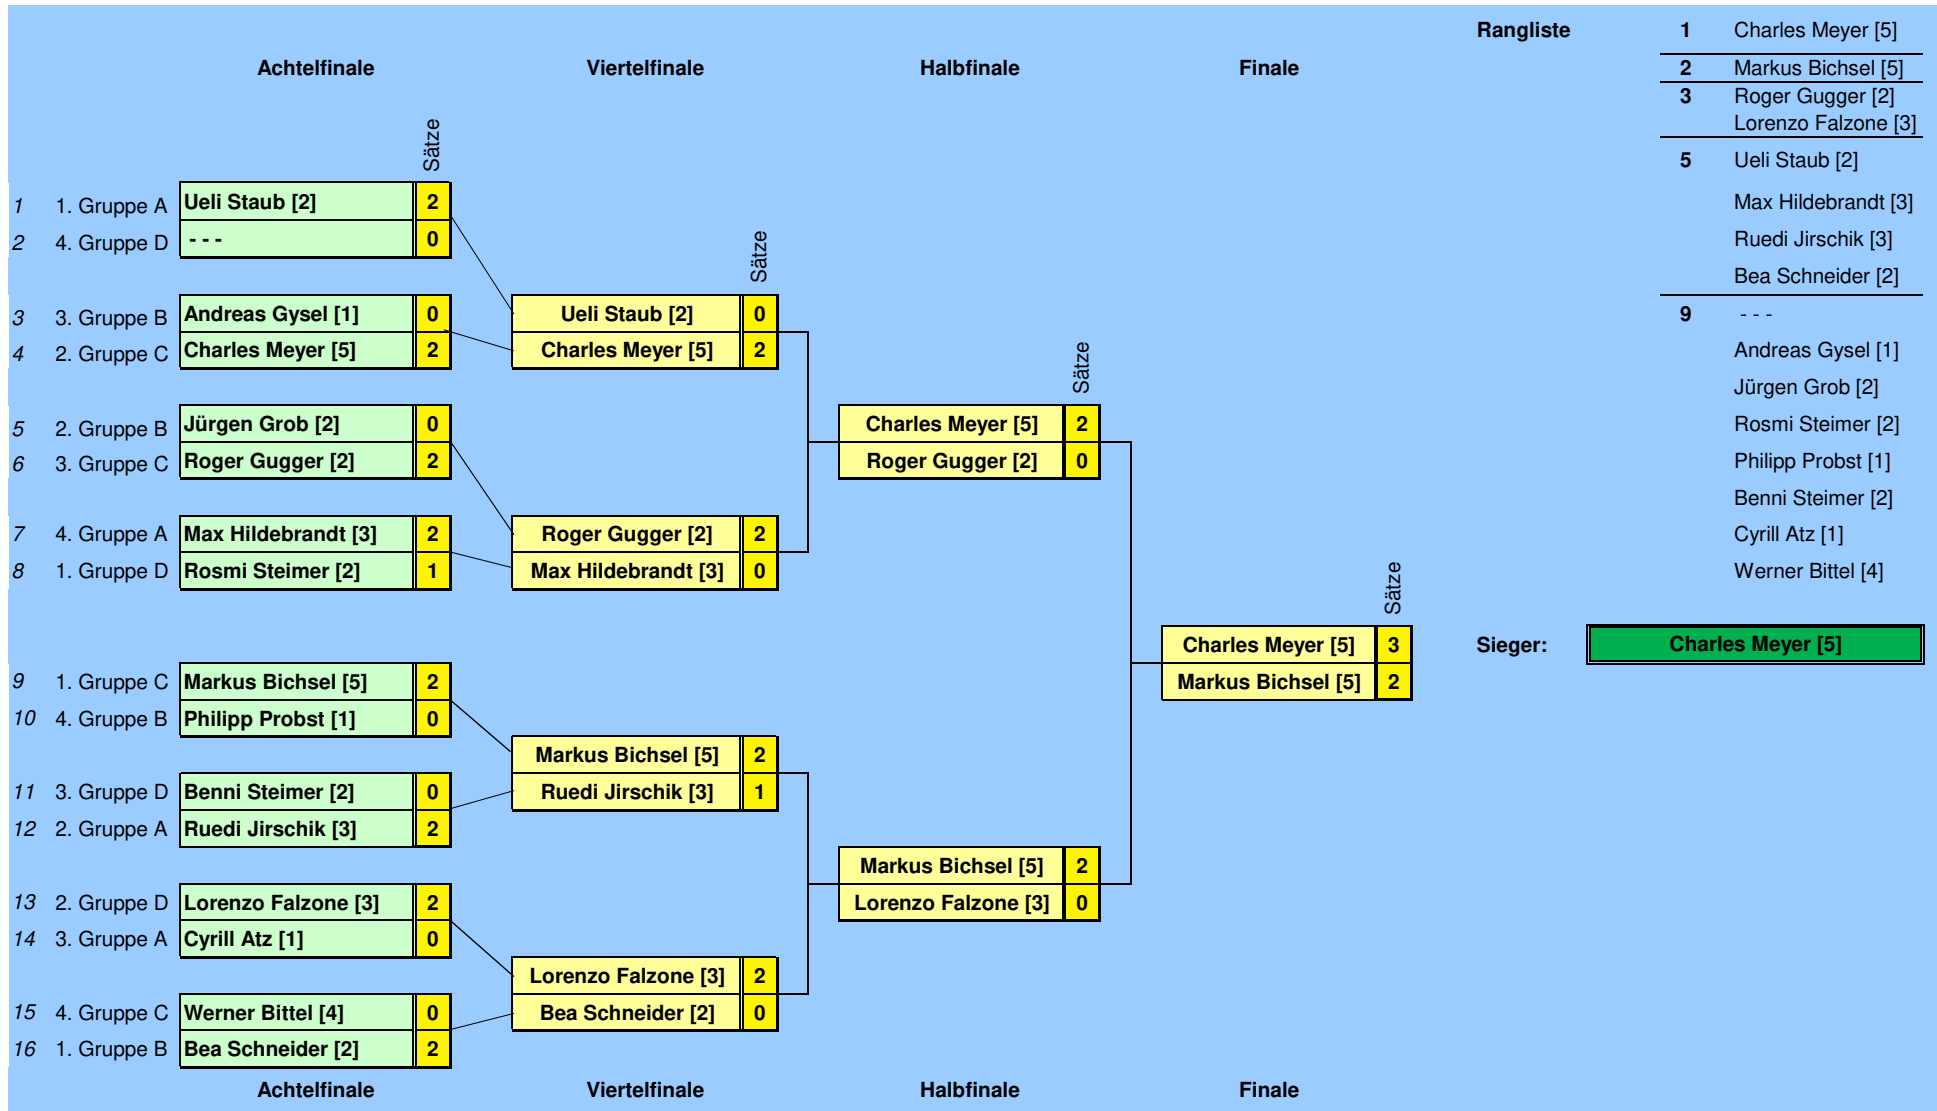 Rangliste 1 Charles Meyer [5]
Achtelfinale Viertelfinale Halbfinale Finale 2 Markus Bichsel [5]
3 Roger Gugger [2]
Lorenzo Falzone [3]
Sätze
5 Ueli Staub [2]
1 1. Gruppe A Ueli Staub [2] 2 Max Hildebrandt [3]
2 4. Gruppe D - - - 0 Sätze Ruedi Jirschik [3]
Bea Schneider [2]
3 3. Gruppe B Andreas Gysel [1] 0 Ueli Staub [2] 0 9 - - -
4 2. Gruppe C Charles Meyer [5] 2 Charles Meyer [5] 2 Sätze Andreas Gysel [1]
Jürgen Grob [2]
5 2. Gruppe B Jürgen Grob [2] 0 Charles Meyer [5] 2 Rosmi Steimer [2]
6 3. Gruppe C Roger Gugger [2] 2 Roger Gugger [2] 0 Philipp Probst [1]
Benni Steimer [2]
7 4. Gruppe A Max Hildebrandt [3] 2 Roger Gugger [2] 2 Cyrill Atz [1]
8 1. Gruppe D Rosmi Steimer [2] 1 Max Hildebrandt [3] 0 Sätze Werner Bittel [4]
Charles Meyer [5] 3 Sieger: Charles Meyer [5]
9 1. Gruppe C Markus Bichsel [5] 2 Markus Bichsel [5] 2
10 4. Gruppe B Philipp Probst [1] 0
Markus Bichsel [5] 2
11 3. Gruppe D Benni Steimer [2] 0 Ruedi Jirschik [3] 1
12 2. Gruppe A Ruedi Jirschik [3] 2
Markus Bichsel [5] 2
13 2. Gruppe D Lorenzo Falzone [3] 2 Lorenzo Falzone [3] 0
14 3. Gruppe A Cyrill Atz [1] 0
Lorenzo Falzone [3] 2
15 4. Gruppe C Werner Bittel [4] 0 Bea Schneider [2] 0
16 1. Gruppe B Bea Schneider [2] 2
Achtelfinale Viertelfinale Halbfinale Finale